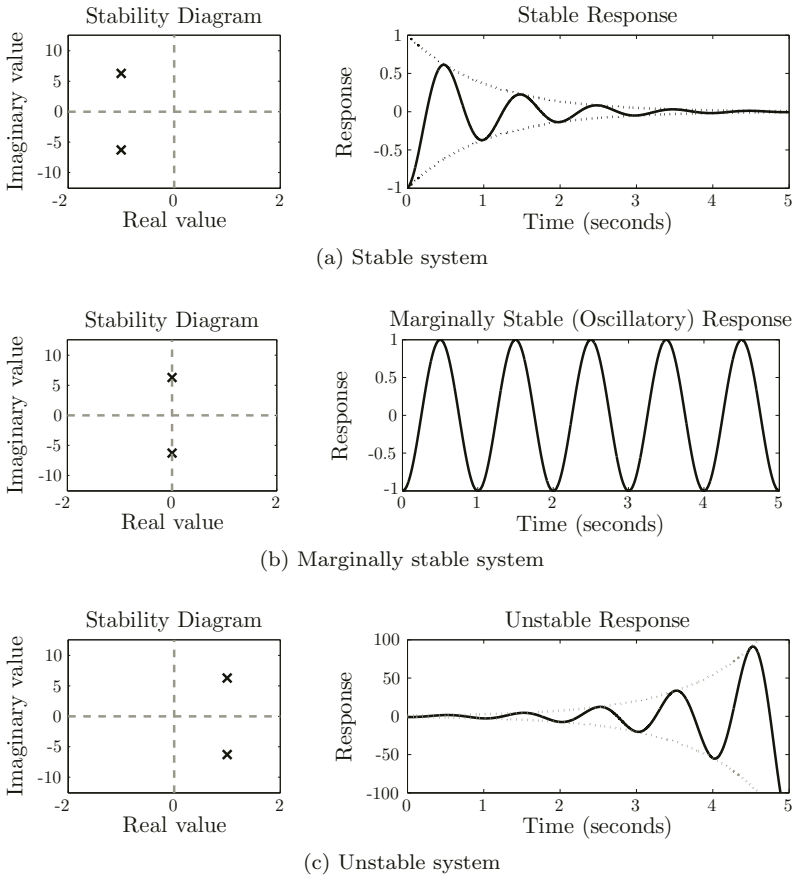 Stability Diagram
Imaginary value
10
5
0
-5
-10
-2
0
2
Real value
Stable Response
Response
1
0.5
0
-0.5
-1
0
1
2
3
4
5
Time (seconds)
(a) Stable system
Stability Diagram
Imaginary value
10
5
0
-5
-10
-2
0
2
Real value
Marginally Stable (Oscillatory) Response
Response
1
0.5
0
-0.5
-1
0
1
2
3
4
5
Time (seconds)
(b) Marginally stable system
Stability Diagram
Imaginary value
10
5
0
-5
-10
-2
0
2
Real value
Unstable Response
Response
100
50
0
-50
-100
0
1
2
3
4
5
Time (seconds)
(c) Unstable system